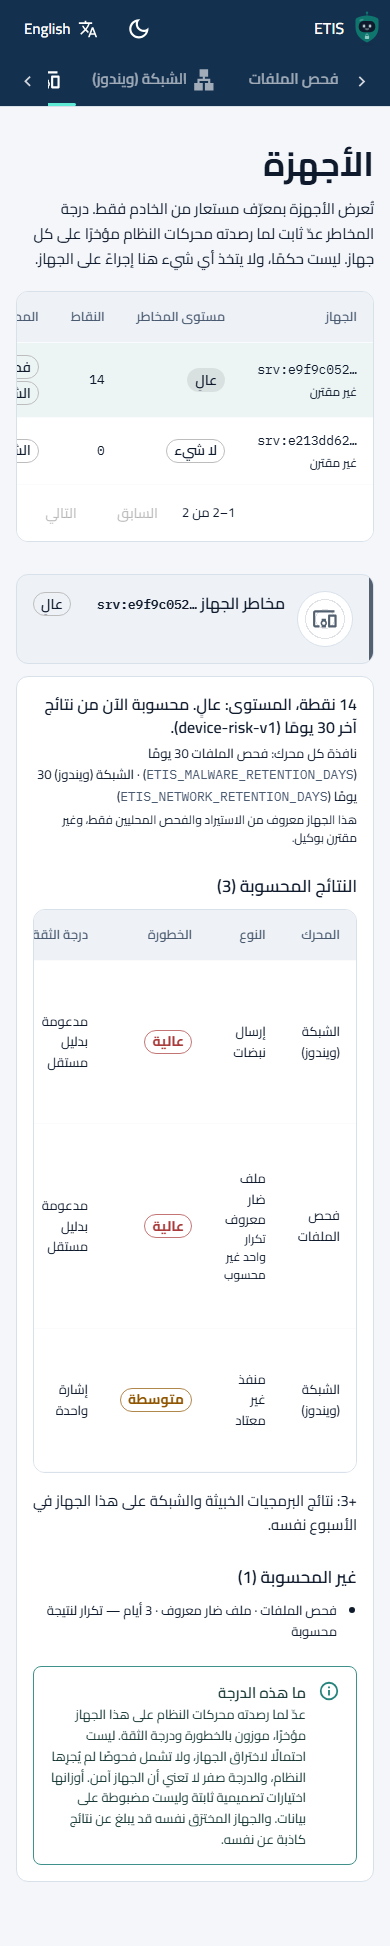 ETIS
English
فحص الملفات
الشبكة (ويندوز)
الأجهزة
تُعرض الأجهزة بمعرّف مستعار من الخادم فقط. درجة
المخاطر عدّ ثابت لما رصدته محركات النظام مؤخرًا على كل
جهاز. ليست حكمًا، ولا يتخذ أي شيء هنا إجراءً على الجهاز.
الجهاز مستوى المخاطر النقاط
srv:e9f9c052… عالٍ 14
غير مقترن
srv:e213dd62… لا شيء 0
غير مقترن
1–2 من 2 السابق التالي
مخاطر الجهاز srv:e9f9c052… عالٍ
14 نقطة، المستوى: عالٍ. محسوبة الآن من نتائج
آخر 30 يومًا (device-risk-v1).
نافذة كل محرك: فحص الملفات 30 يومًا
(ETIS_MALWARE_RETENTION_DAYS) · الشبكة (ويندوز) 30
يومًا (ETIS_NETWORK_RETENTION_DAYS)
هذا الجهاز معروف من الاستيراد والفحص المحليين فقط، وغير
مقترن بوكيل.
النتائج المحسوبة (3)
المحرك النوع الخطورة درجة الثقة
الشبكة (ويندوز) إرسال نبضات عالية مدعومة بدليل مستقل
فحص الملفات ملف ضار معروف عالية مدعومة بدليل مستقل
تكرار واحد غير محسوب
الشبكة (ويندوز) منفذ غير معتاد متوسطة إشارة واحدة
+3: نتائج البرمجيات الخبيثة والشبكة على هذا الجهاز في
الأسبوع نفسه.
غير المحسوبة (1)
فحص الملفات · ملف ضار معروف · 3 أيام — تكرار لنتيجة
محسوبة
ما هذه الدرجة
عدّ لما رصدته محركات النظام على هذا الجهاز
مؤخرًا، موزون بالخطورة ودرجة الثقة. ليست
احتمالًا لاختراق الجهاز، ولا تشمل فحوصًا لم يُجرِها
النظام، والدرجة صفر لا تعني أن الجهاز آمن. أوزانها
اختيارات تصميمية ثابتة وليست مضبوطة على
بيانات. والجهاز المخترَق نفسه قد يبلغ عن نتائج
كاذبة عن نفسه.